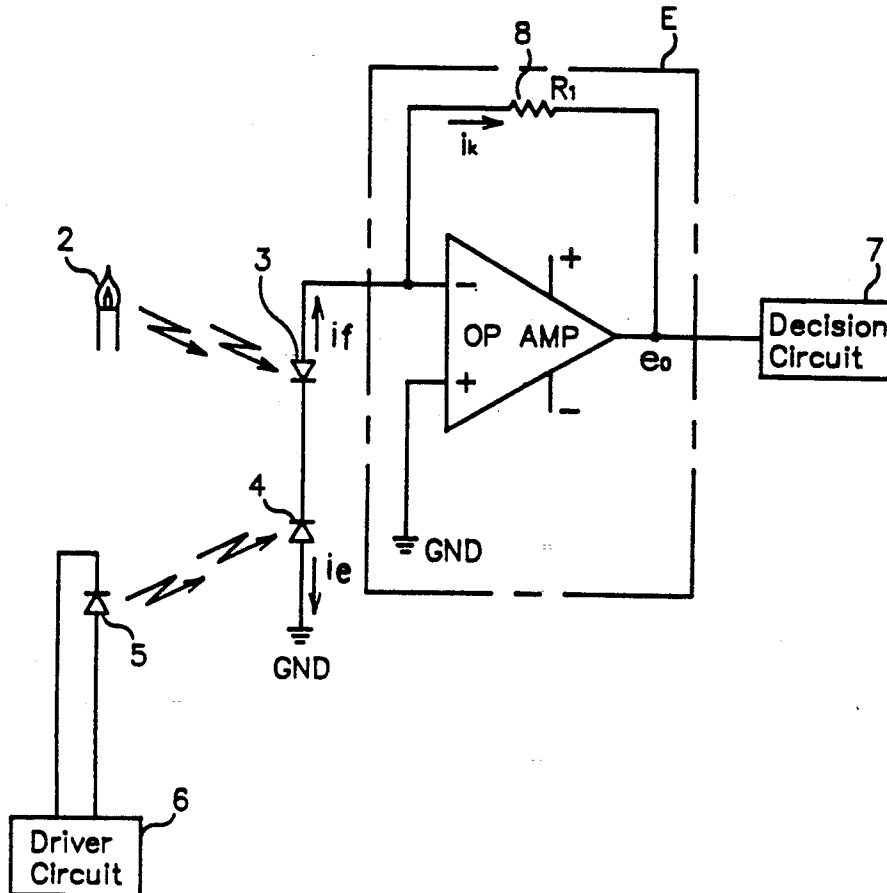 8
E
R₁
iₖ
2
3
if
-
+
OP AMP
+
-
e₀
7
Decision
Circuit
4
GND
ie
5
GND
6
Driver
Circuit